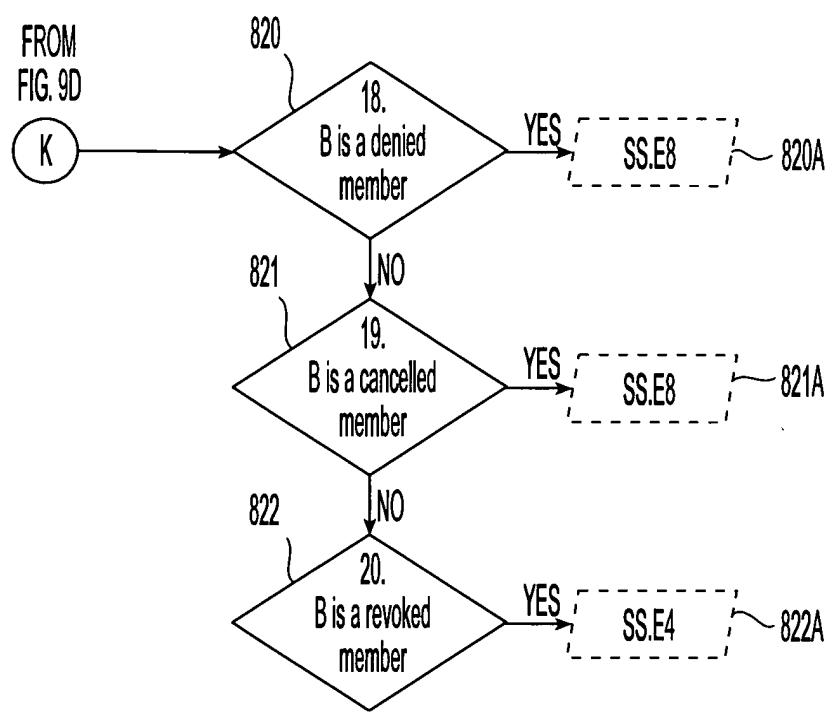 FROM
FIG. 9D
K
820
18.
B is a denied
member
YES
SS.E8
820A
NO
821
19.
B is a cancelled
member
YES
SS.E8
821A
NO
822
20.
B is a revoked
member
YES
SS.E4
822A